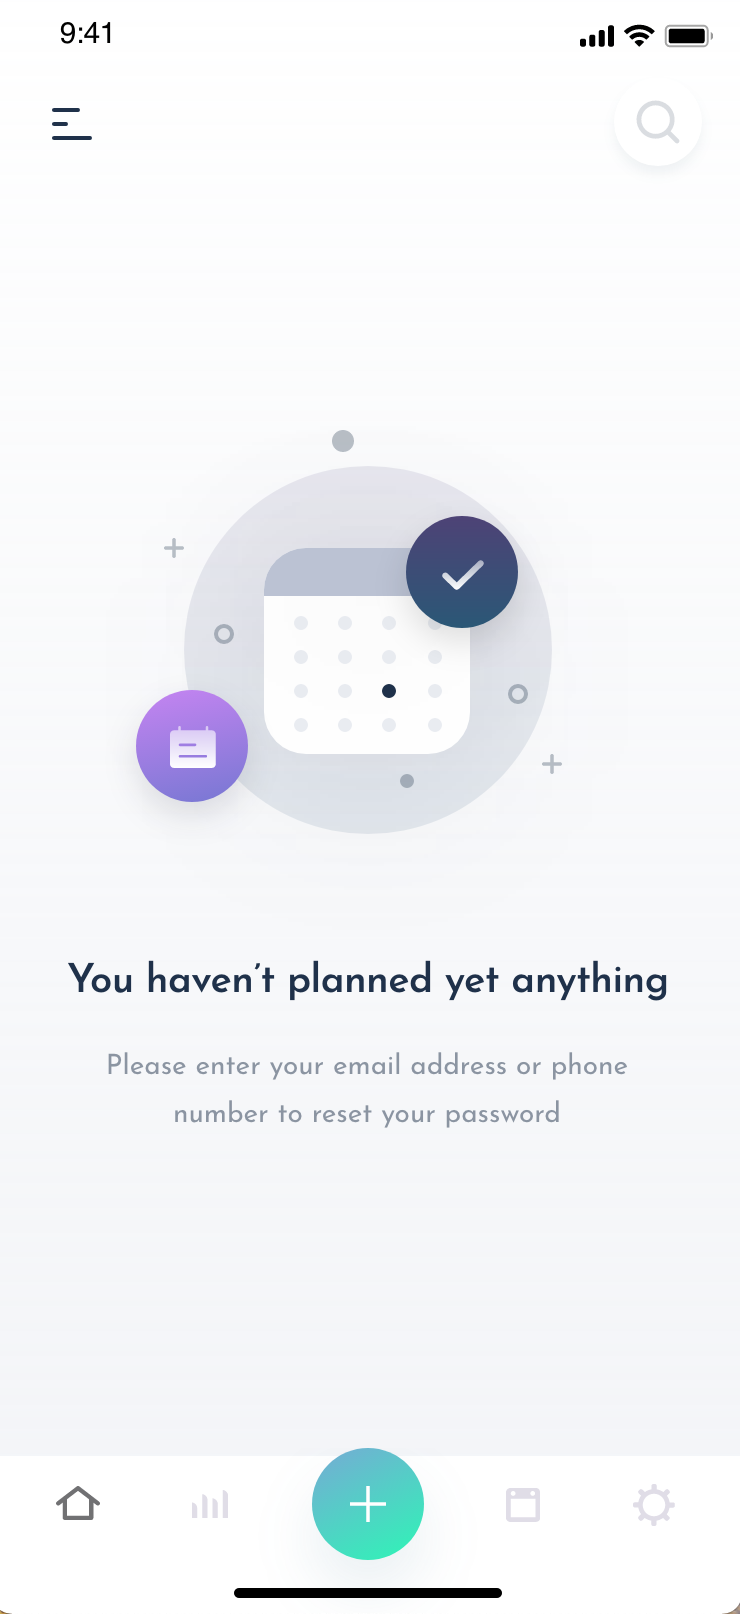 9:41
You haven’t planned yet anything
Please enter your email address or phone
number to reset your password